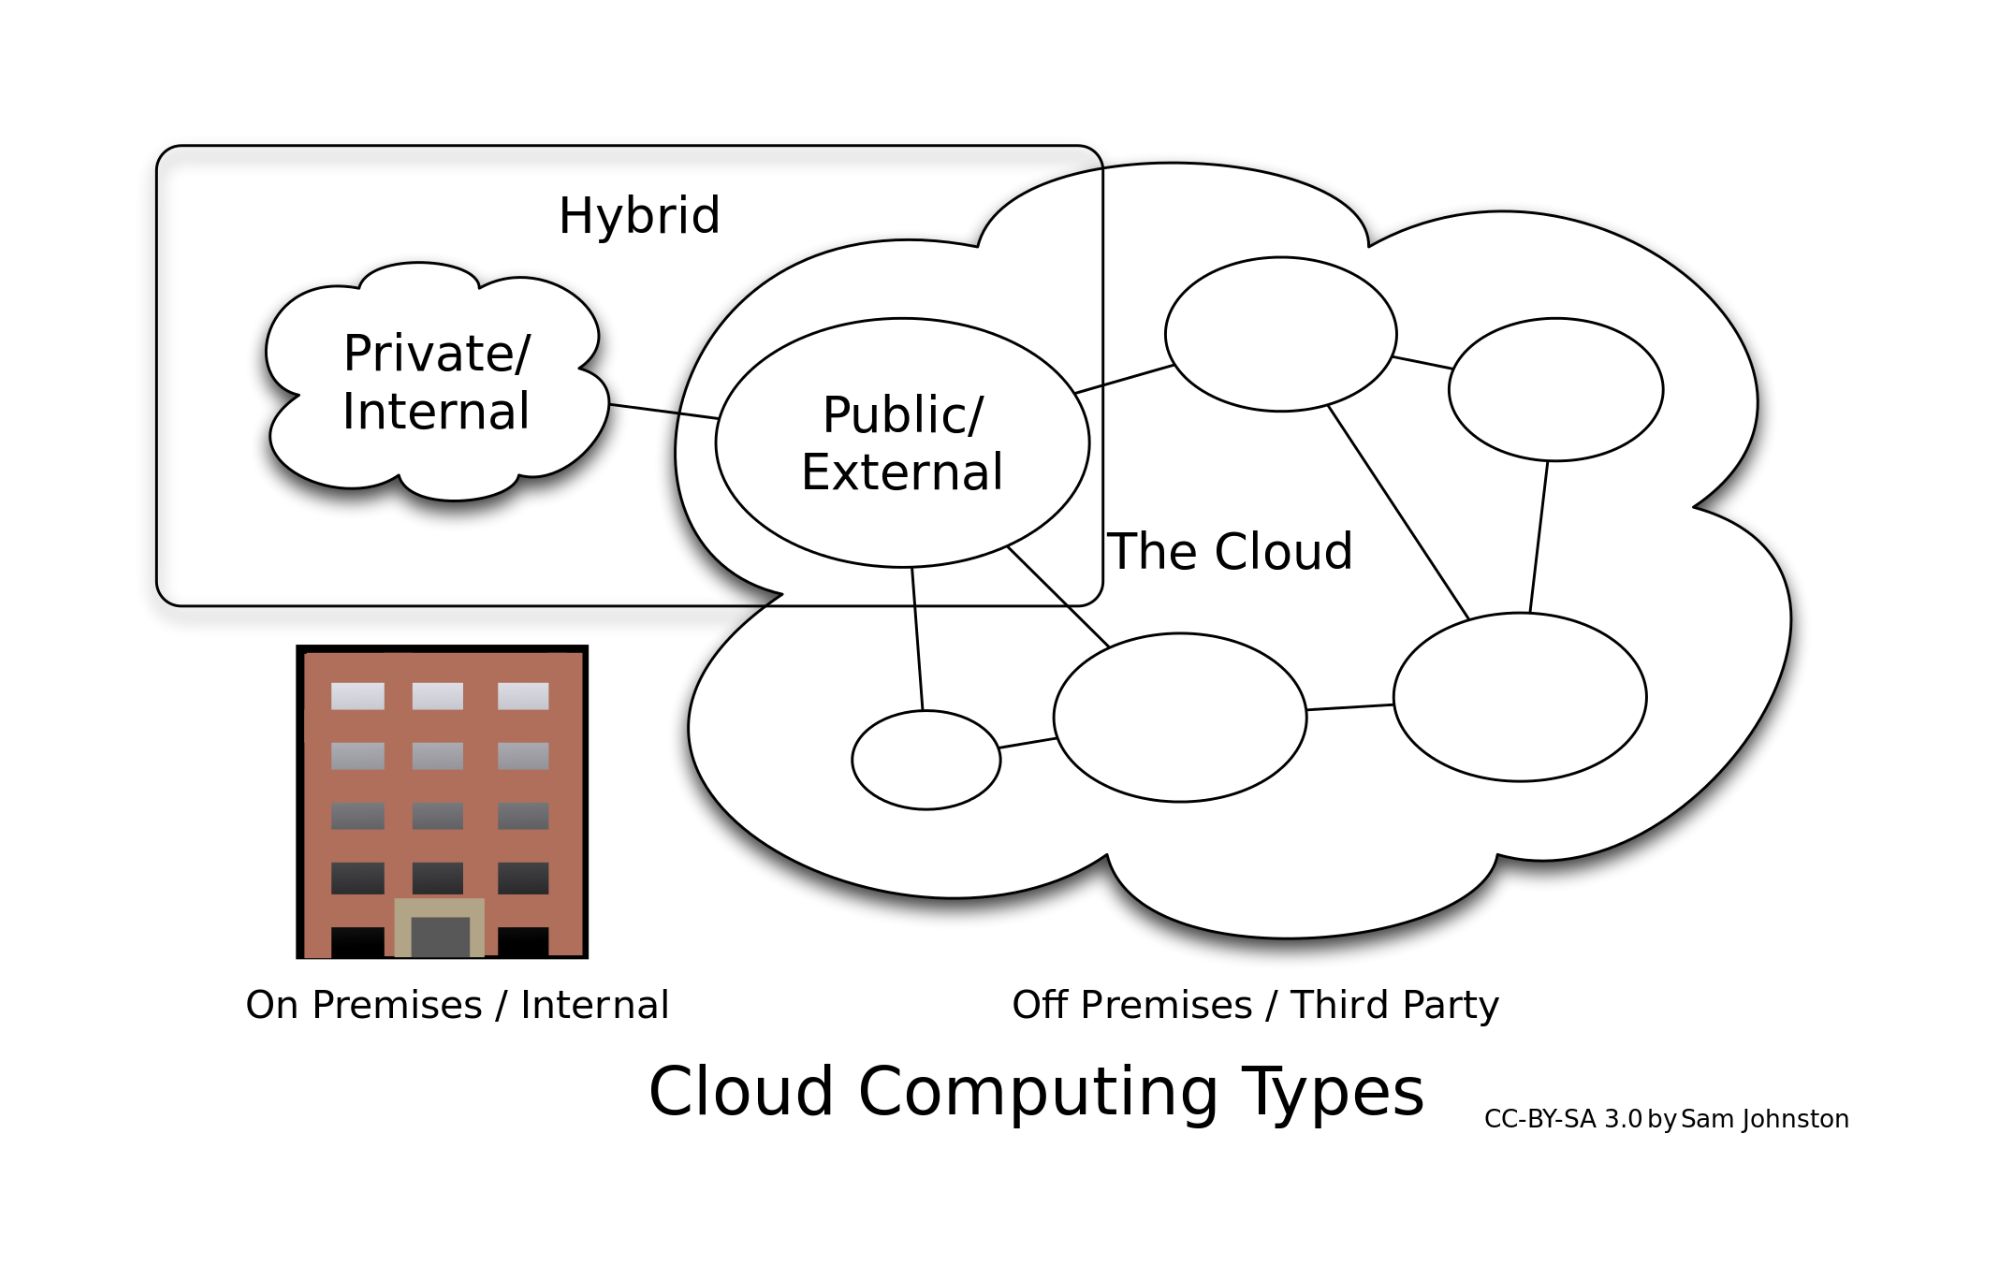 Hybrid
Private/
Internal
Public/
External
The Cloud
On Premises / Internal
Off Premises / Third Party
Cloud Computing Types
CC-BY-SA 3.0 by Sam Johnston